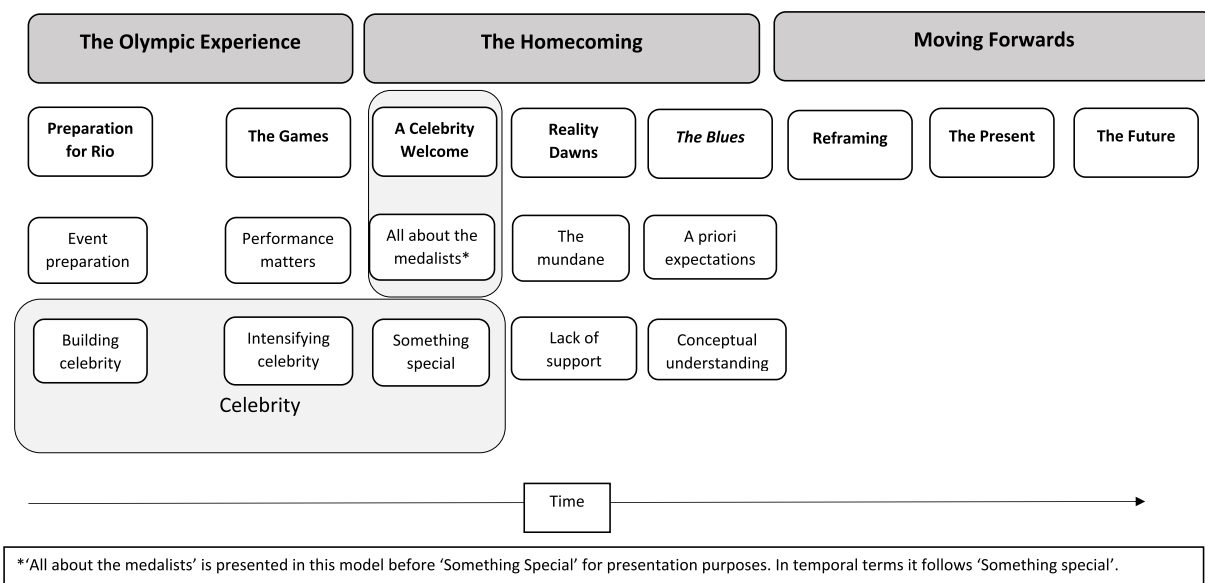 The Olympic Experience
The Homecoming
Moving Forwards
Preparation
for Rio
The Games
A Celebrity
Welcome
Reality
Dawns
The Blues
Reframing
The Present
The Future
Event
preparation
Performance
matters
All about the
medalists*
The
mundane
A priori
expectations
Building
celebrity
Intensifying
celebrity
Something
special
Lack of
support
Conceptual
understanding
Celebrity
Time
*‘All about the medalists’ is presented in this model before ‘Something Special’ for presentation purposes. In temporal terms it follows ‘Something special’.